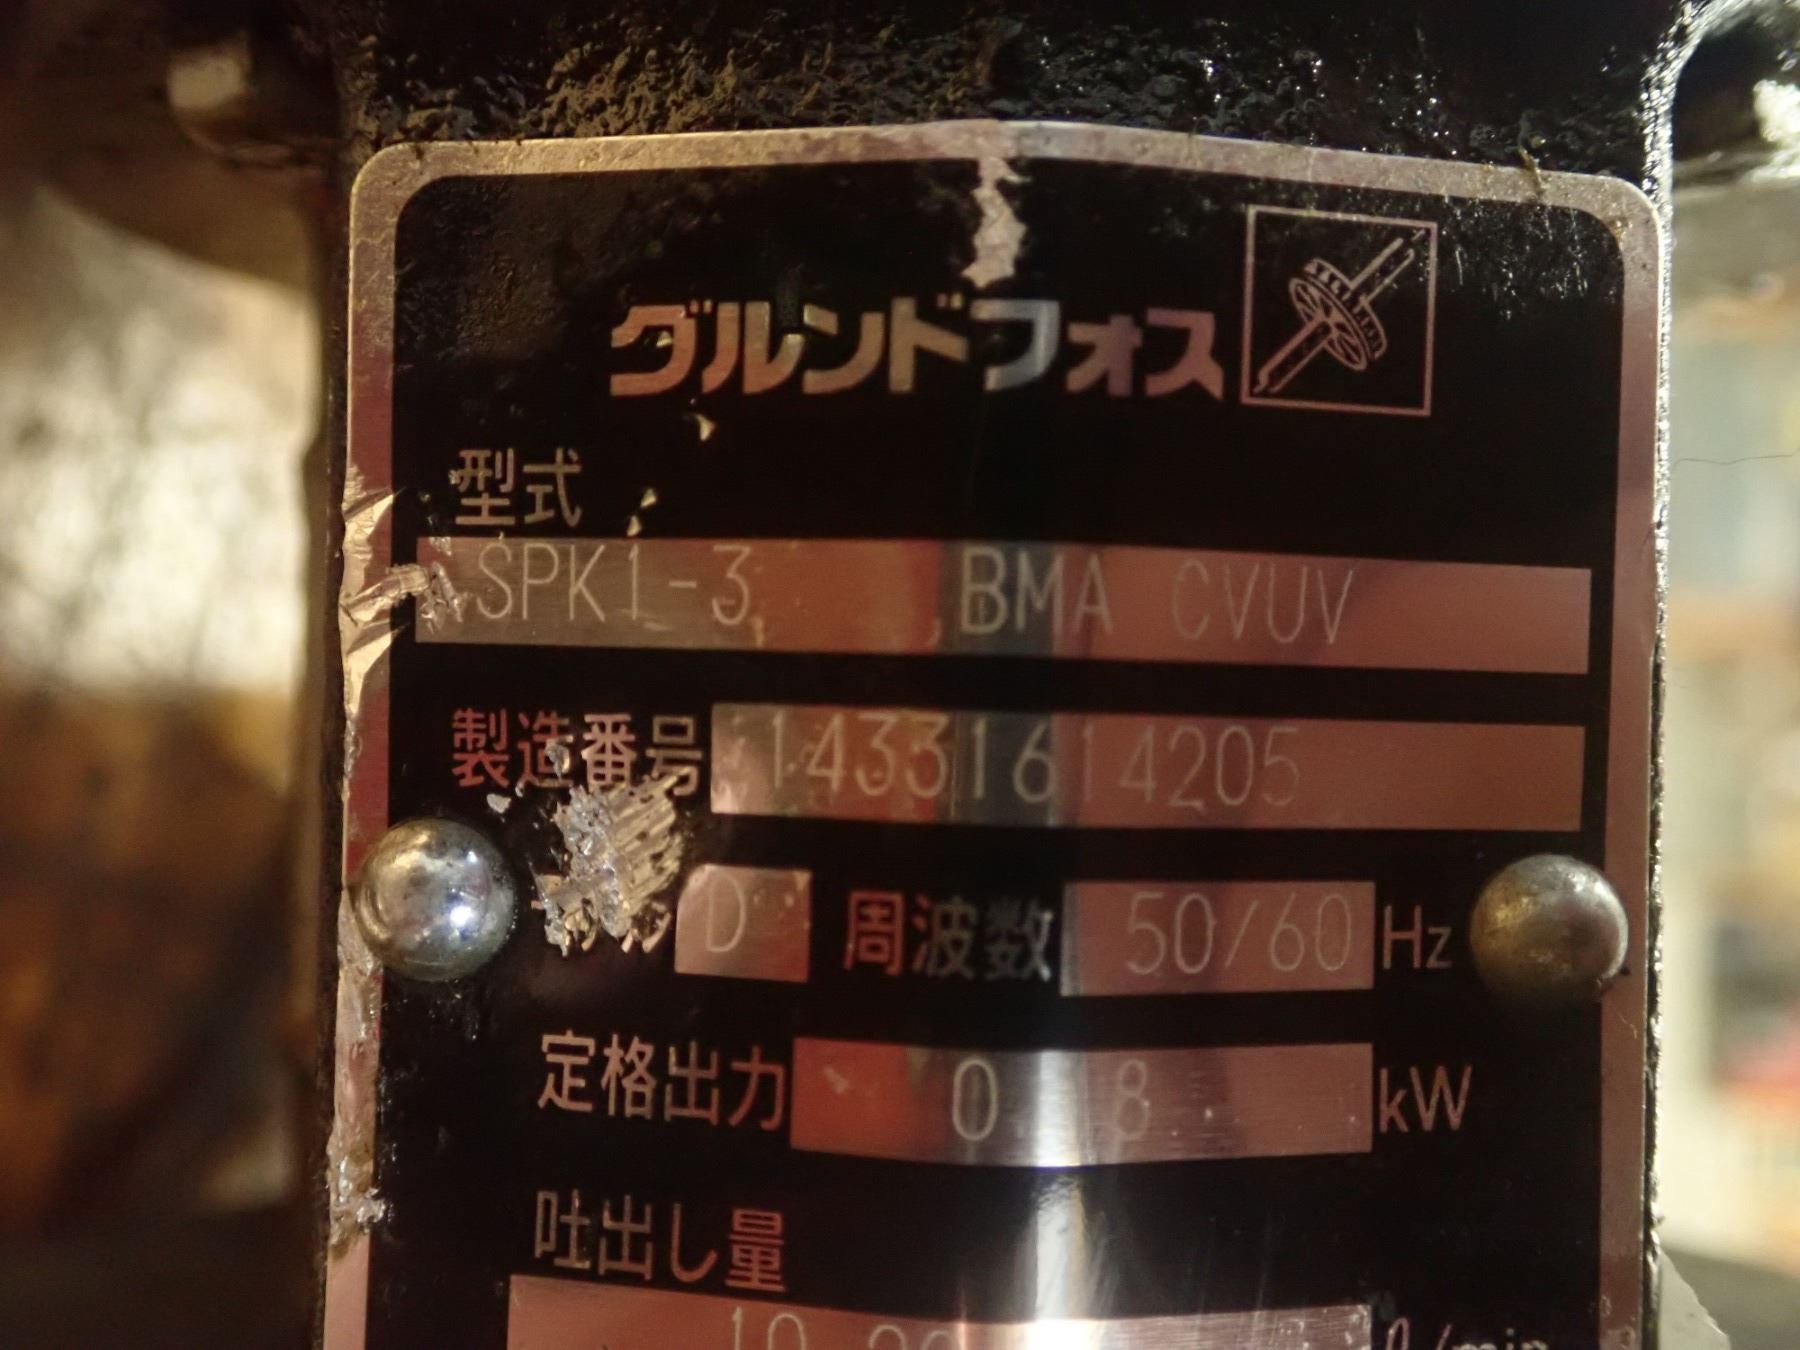 グルンドフォス
型式
SPK1-3 BMA CVUV
製造番号 14331614205
D 周波数 50/60 Hz
定格出力 0 8 kW
吐出し量